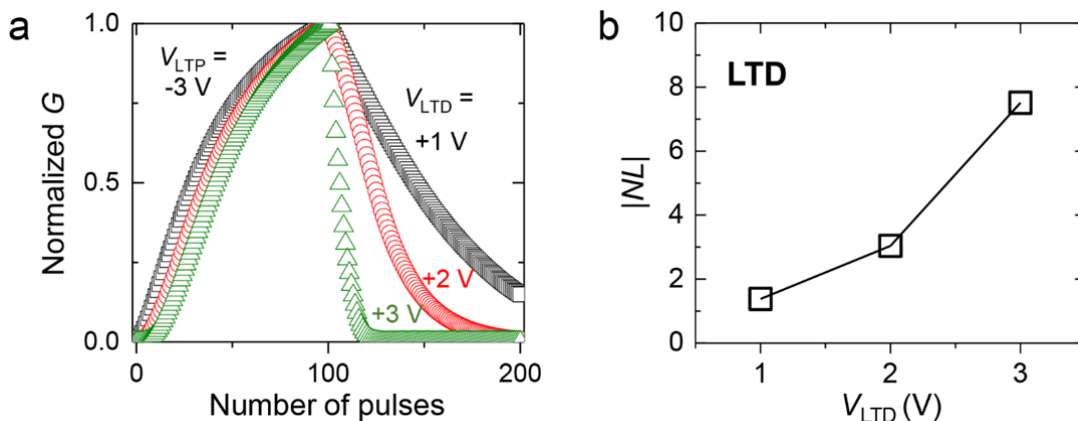 a
1.0
0.5
0.0
Normalized G
V_LTP =
-3 V
V_LTD =
+1 V
+2 V
+3 V
0
100
200
Number of pulses
b
LTD
10
8
6
4
2
0
|NL|
1
2
3
V_LTD (V)